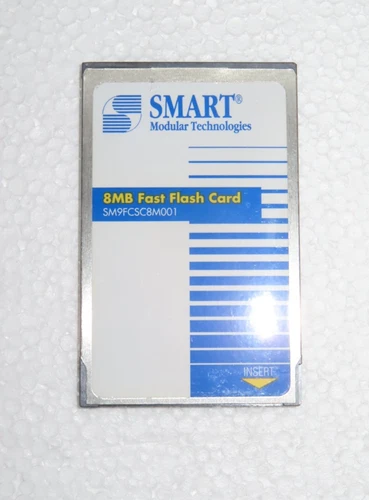 SMART®
Modular Technologies
8MB Fast Flash Card
SM9FCSC8M001
INSERT